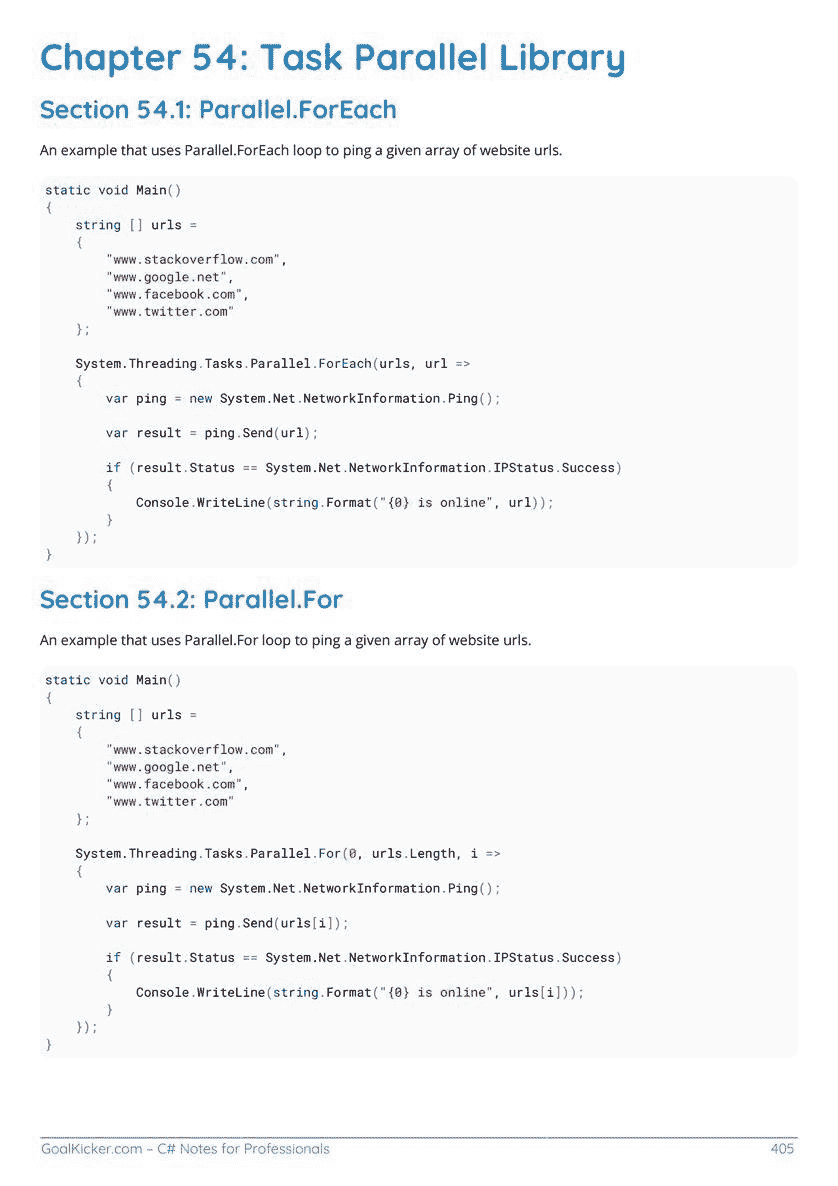 Chapter 54: Task Parallel Library
Section 54.1: Parallel.ForEach
An example that uses Parallel.ForEach loop to ping a given array of website urls.
static void Main()
{
    string [] urls =
    {
        "www.stackoverflow.com",
        "www.google.net",
        "www.facebook.com",
        "www.twitter.com"
    };

    System.Threading.Tasks.Parallel.ForEach(urls, url =>
    {
        var ping = new System.Net.NetworkInformation.Ping();

        var result = ping.Send(url);

        if (result.Status == System.Net.NetworkInformation.IPStatus.Success)
        {
            Console.WriteLine(string.Format("{0} is online", url));
        }
    });
}
Section 54.2: Parallel.For
An example that uses Parallel.For loop to ping a given array of website urls.
static void Main()
{
    string [] urls =
    {
        "www.stackoverflow.com",
        "www.google.net",
        "www.facebook.com",
        "www.twitter.com"
    };

    System.Threading.Tasks.Parallel.For(0, urls.Length, i =>
    {
        var ping = new System.Net.NetworkInformation.Ping();

        var result = ping.Send(urls[i]);

        if (result.Status == System.Net.NetworkInformation.IPStatus.Success)
        {
            Console.WriteLine(string.Format("{0} is online", urls[i]));
        }
    });
}
GoalKicker.com – C# Notes for Professionals 405